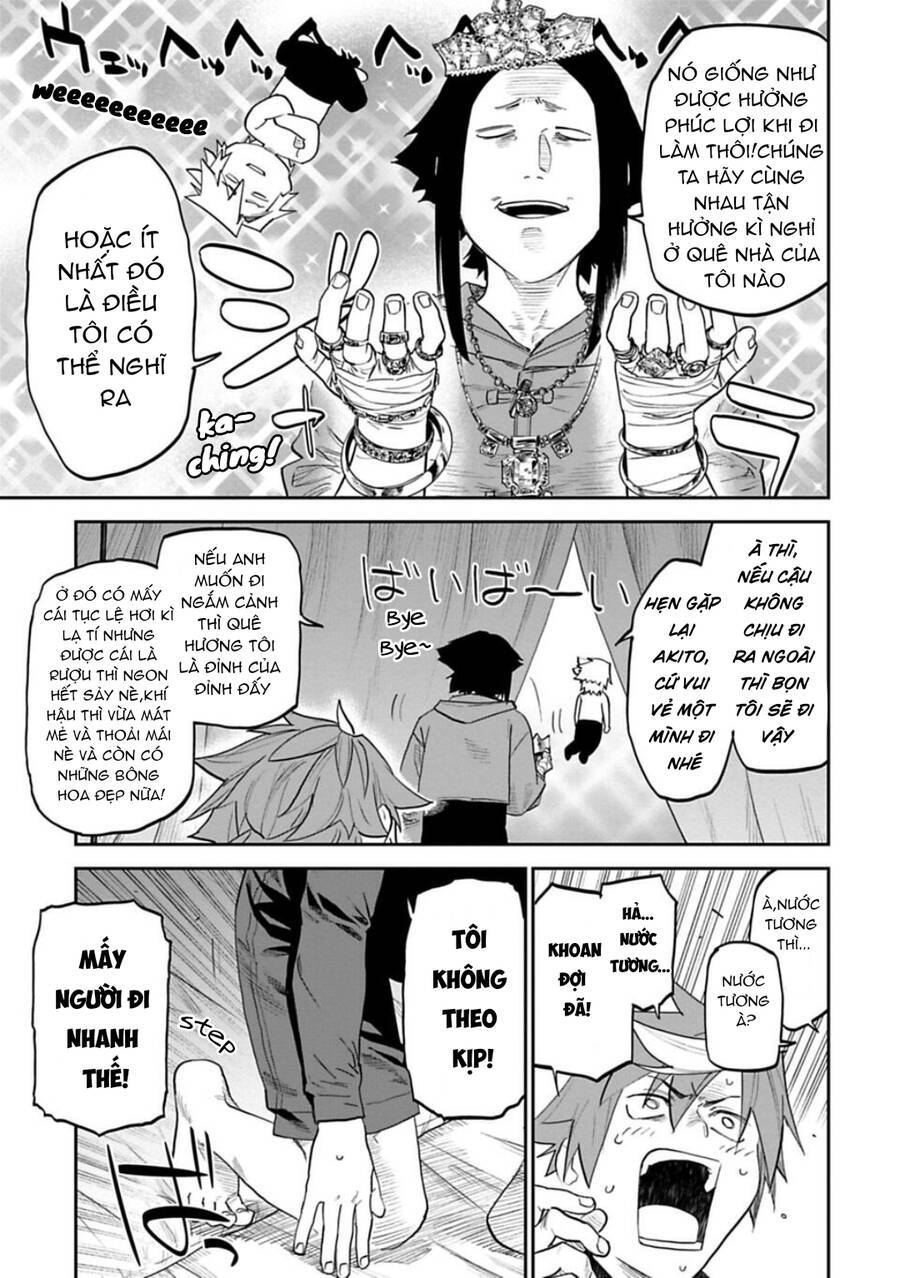 NÓ GIỐNG NHƯ
ĐƯỢC HƯỞNG
PHÚC LỢI KHI ĐI
LÀM THÔI!CHÚNG
TA HÃY CÙNG
NHAU TẬN
HƯỞNG KÌ NGHỈ
Ở QUÊ NHÀ CỦA
TÔI NÀO
ウェッヘッヘッヘッ
weeeeeeeeeee
HOẶC ÍT
NHẤT ĐÓ
LÀ ĐIỀU
TÔI CÓ
THỂ NGHĨ
RA
ka-
ching!
À THÌ,
NẾU CẬU
KHÔNG
CHỊU ĐI
RA NGOÀI
THÌ BỌN
TÔI SẼ ĐI
VẬY
HẸN GẶP
LẠI
AKITO,
CỨ VUI
VẺ MỘT
MÌNH ĐI
NHÉ
ばいばーい
Bye
Bye~
NẾU ANH
MUỐN ĐI
NGẮM CẢNH
THÌ QUÊ
HƯƠNG TÔI
LÀ ĐỈNH CỦA
ĐỈNH ĐẤY
Ở ĐÓ CÓ MẤY
CÁI TỤC LỆ HƠI KÌ
LẠ TÍ NHƯNG
ĐƯỢC CÁI LÀ
RƯỢU THÌ NGON
HẾT SẢY NÈ,KHÍ
HẬU THÌ VỪA MÁT
MẺ VÀ THOẢI MÁI
NÈ VÀ CÒN CÓ
NHỮNG BÔNG
HOA ĐẸP NỮA!
À,NƯỚC
TƯƠNG
THÌ...
NƯỚC
TƯƠNG
À?
HẢ...
NƯỚC
TƯƠNG...
KHOAN
ĐỢI
ĐÃ!
TÔI
KHÔNG
THEO
KỊP!
MẤY
NGƯỜI ĐI
NHANH
THẾ!
step